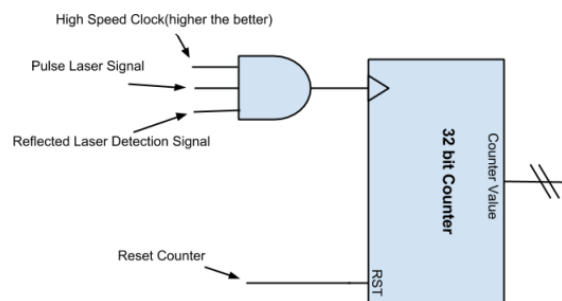 High Speed Clock(higher the better)
Pulse Laser Signal
Reflected Laser Detection Signal
32 bit Counter
Counter Value
Reset Counter
RST